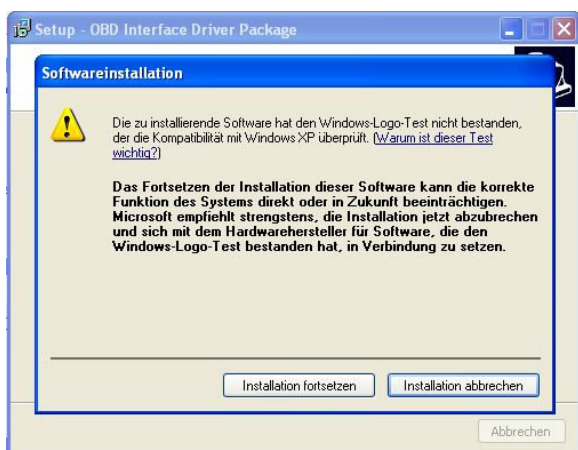 Setup - OBD Interface Driver Package
Softwareinstallation
Die zu installierende Software hat den Windows-Logo-Test nicht bestanden,
der die Kompatibilität mit Windows XP überprüft. (Warum ist dieser Test
wichtig?)
Das Fortsetzen der Installation dieser Software kann die korrekte
Funktion des Systems direkt oder in Zukunft beeinträchtigen.
Microsoft empfiehlt strengstens, die Installation jetzt abzubrechen
und sich mit dem Hardwarehersteller für Software, die den
Windows-Logo-Test bestanden hat, in Verbindung zu setzen.
Installation fortsetzen
Installation abbrechen
Abbrechen